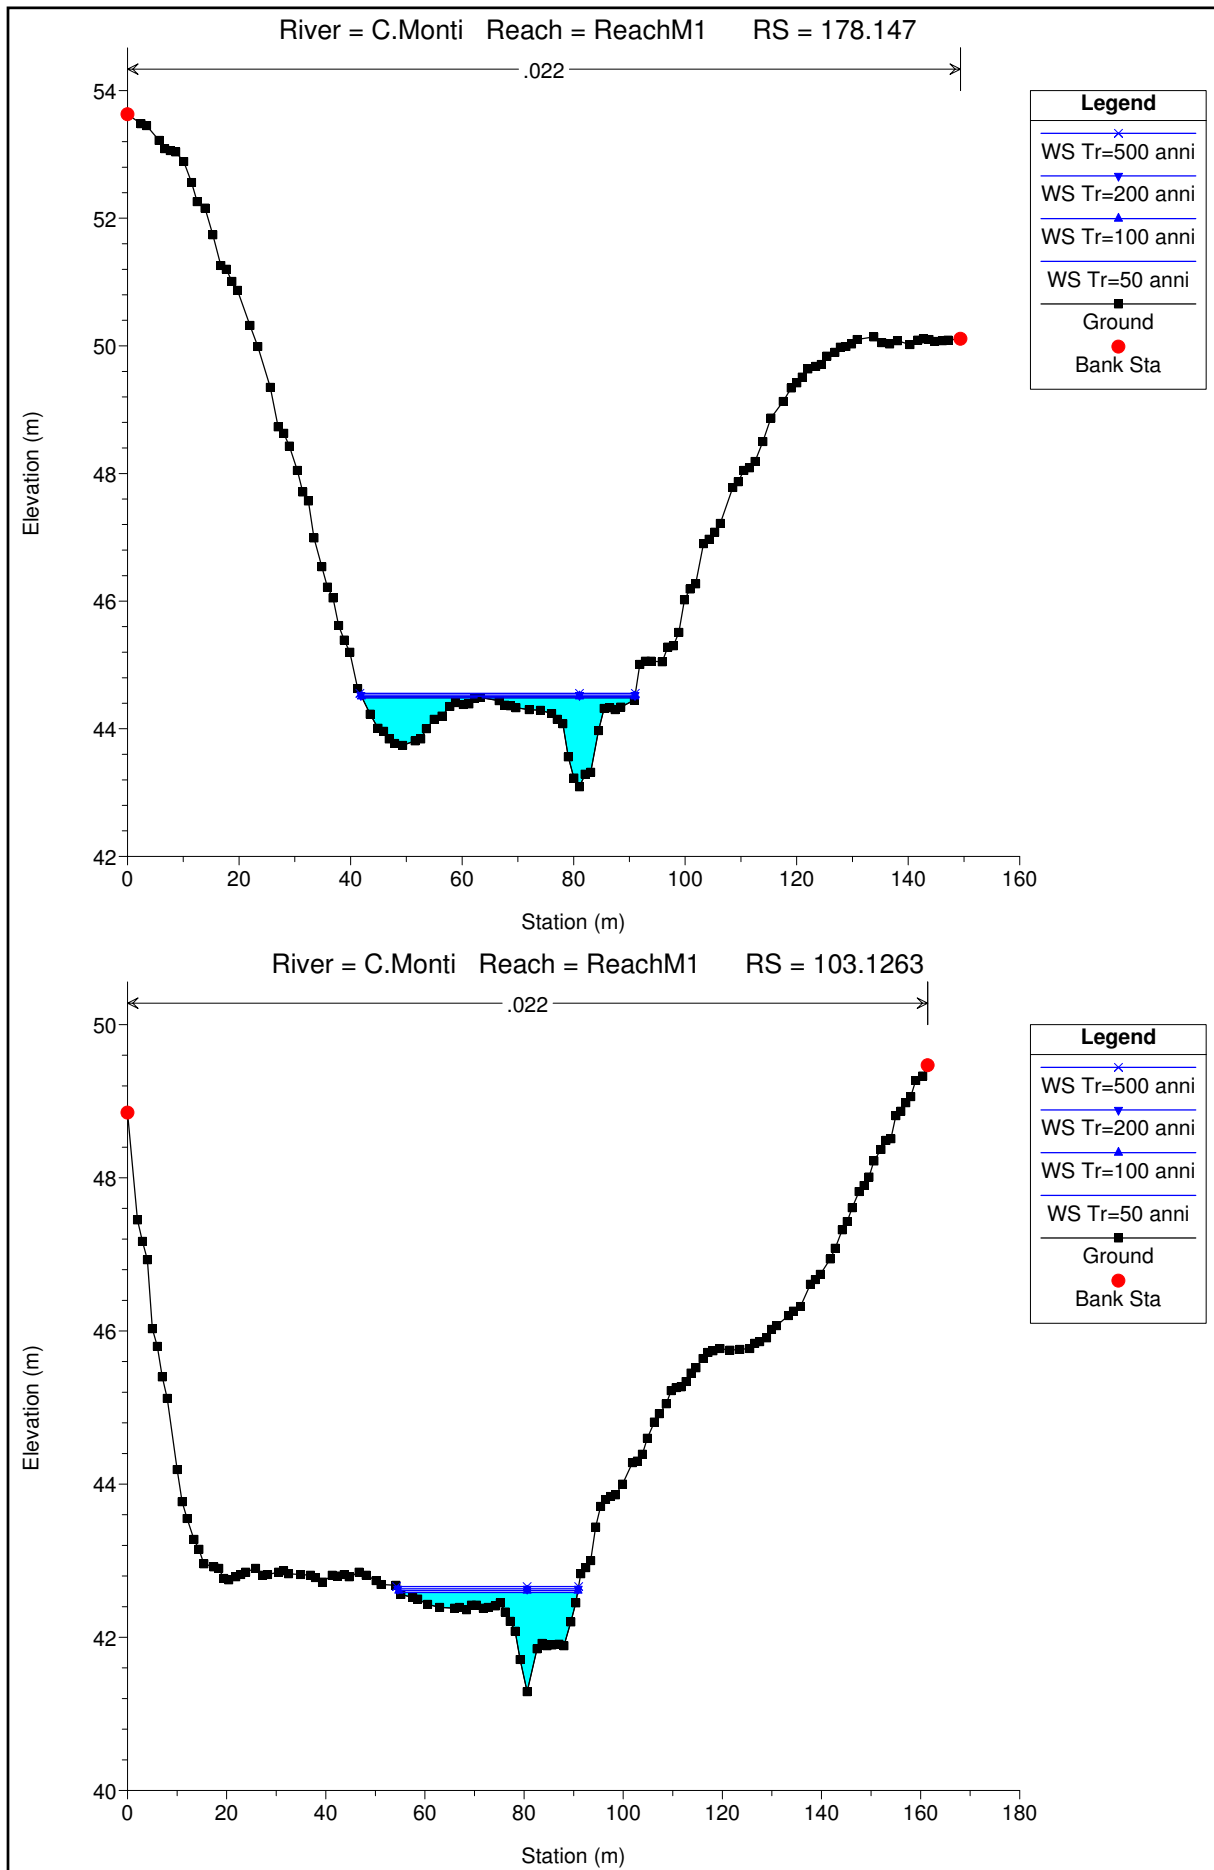 River = C.Monti   Reach = ReachM1      RS = 178.147
.022
Legend
WS Tr=500 anni
WS Tr=200 anni
WS Tr=100 anni
WS Tr=50 anni
Ground
Bank Sta
54
52
50
48
46
44
42
Elevation (m)
0 20 40 60 80 100 120 140 160
Station (m)
River = C.Monti   Reach = ReachM1      RS = 103.1263
.022
Legend
WS Tr=500 anni
WS Tr=200 anni
WS Tr=100 anni
WS Tr=50 anni
Ground
Bank Sta
50
48
46
44
42
40
Elevation (m)
0 20 40 60 80 100 120 140 160 180
Station (m)